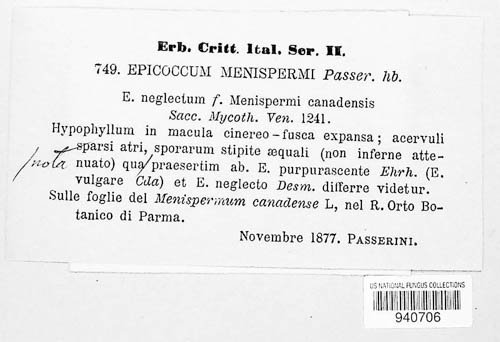 Erb. Critt. Ital. Ser. II.
749. EPICOCCUM MENISPERMI Passer. hb.
E. neglectum f. Menispermi canadensis
Sacc. Mycoth. Ven. 1241.
Hypophyllum in macula cinereo-fusca expansa; acervuli
sparsi atri, sporarum stipite æquali (non inferne atte-
nota/
nuato) qua/praesertim ab. E. purpurascente Ehrh. (E.
vulgare Cda) et E. neglecto Desm. differre videtur.
Sulle foglie del Menispermum canadense L, nel R. Orto Bo-
tanico di Parma.
Novembre 1877. PASSERINI.
US NATIONAL FUNGUS COLLECTIONS
940706